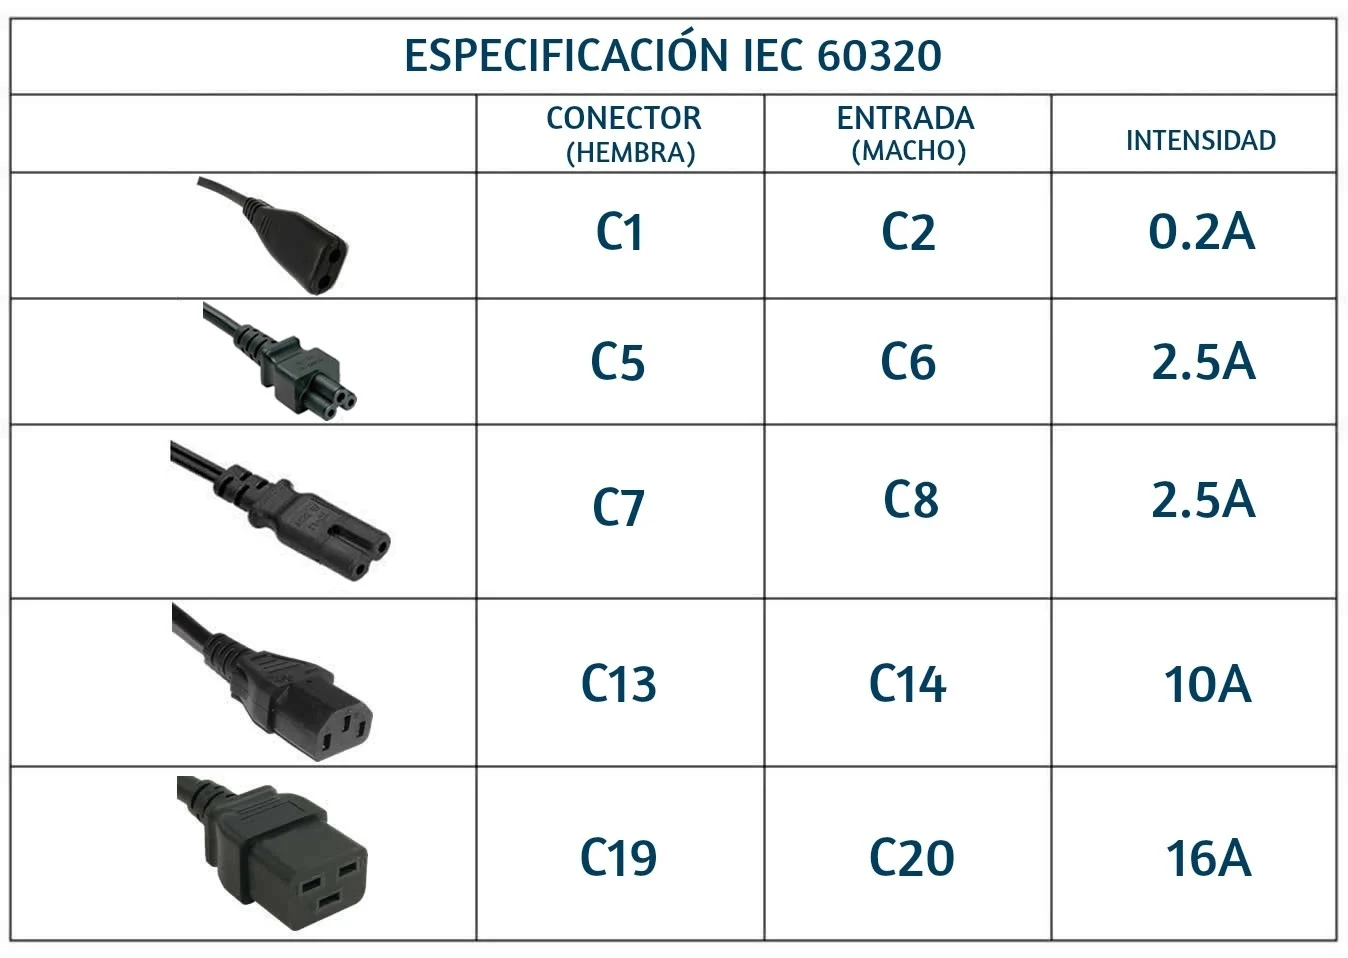 ESPECIFICACIÓN IEC 60320
CONECTOR
(HEMBRA)
ENTRADA
(MACHO)
INTENSIDAD
C1
C2
0.2A
C5
C6
2.5A
C7
C8
2.5A
C13
C14
10A
C19
C20
16A